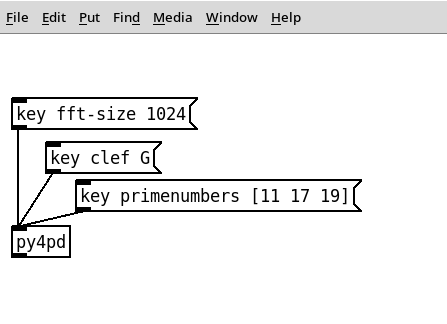 File Edit Put Find Media Window Help
key fft-size 1024
key clef G
key primenumbers [11 17 19]
py4pd